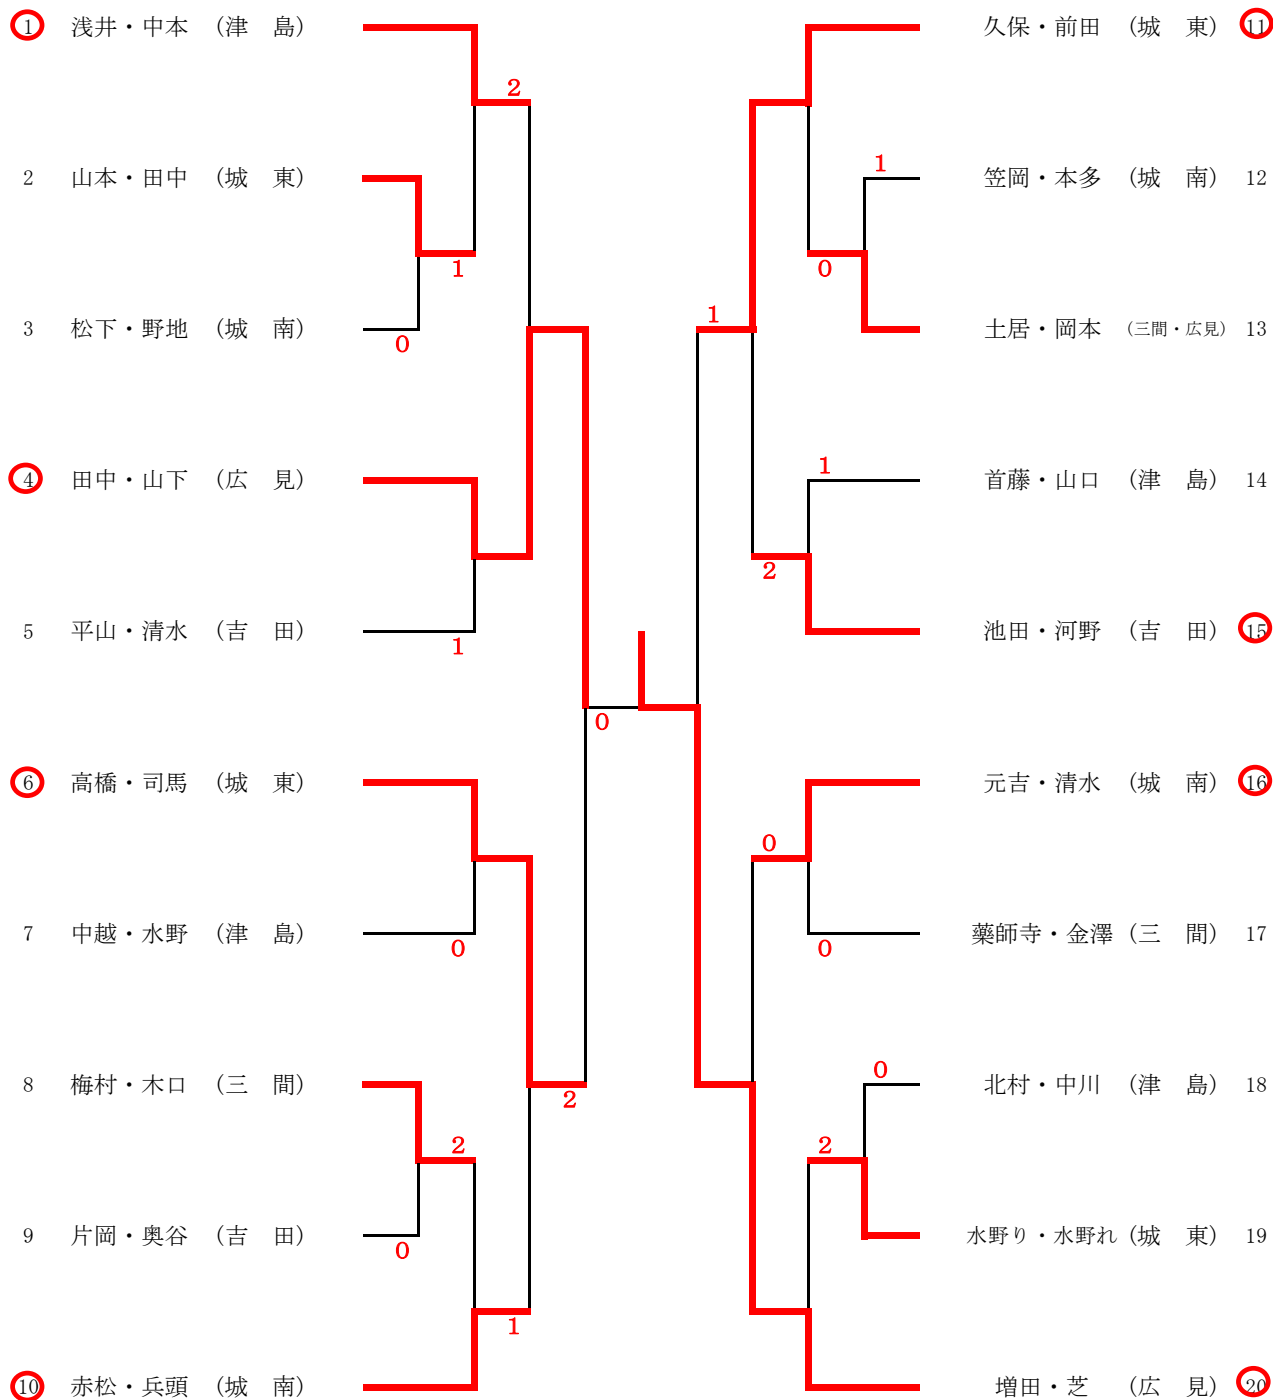 1 浅井・中本 （津　島）
久保・前田 （城　東） 11
2
1
2 山本・田中 （城　東）
笠岡・本多 （城　南） 12
1
0
1
3 松下・野地 （城　南）
土居・岡本 （三間・広見） 13
0
1
4 田中・山下 （広　見）
首藤・山口 （津　島） 14
2
5 平山・清水 （吉　田）
池田・河野 （吉　田） 15
1
0
6 高橋・司馬 （城　東）
元吉・清水 （城　南） 16
0
7 中越・水野 （津　島）
薬師寺・金澤 （三　間） 17
0
0
0
8 梅村・木口 （三　間）
北村・中川 （津　島） 18
2
2
2
9 片岡・奥谷 （吉　田）
水野り・水野れ （城　東） 19
0
1
10 赤松・兵頭 （城　南）
増田・芝 （広　見） 20